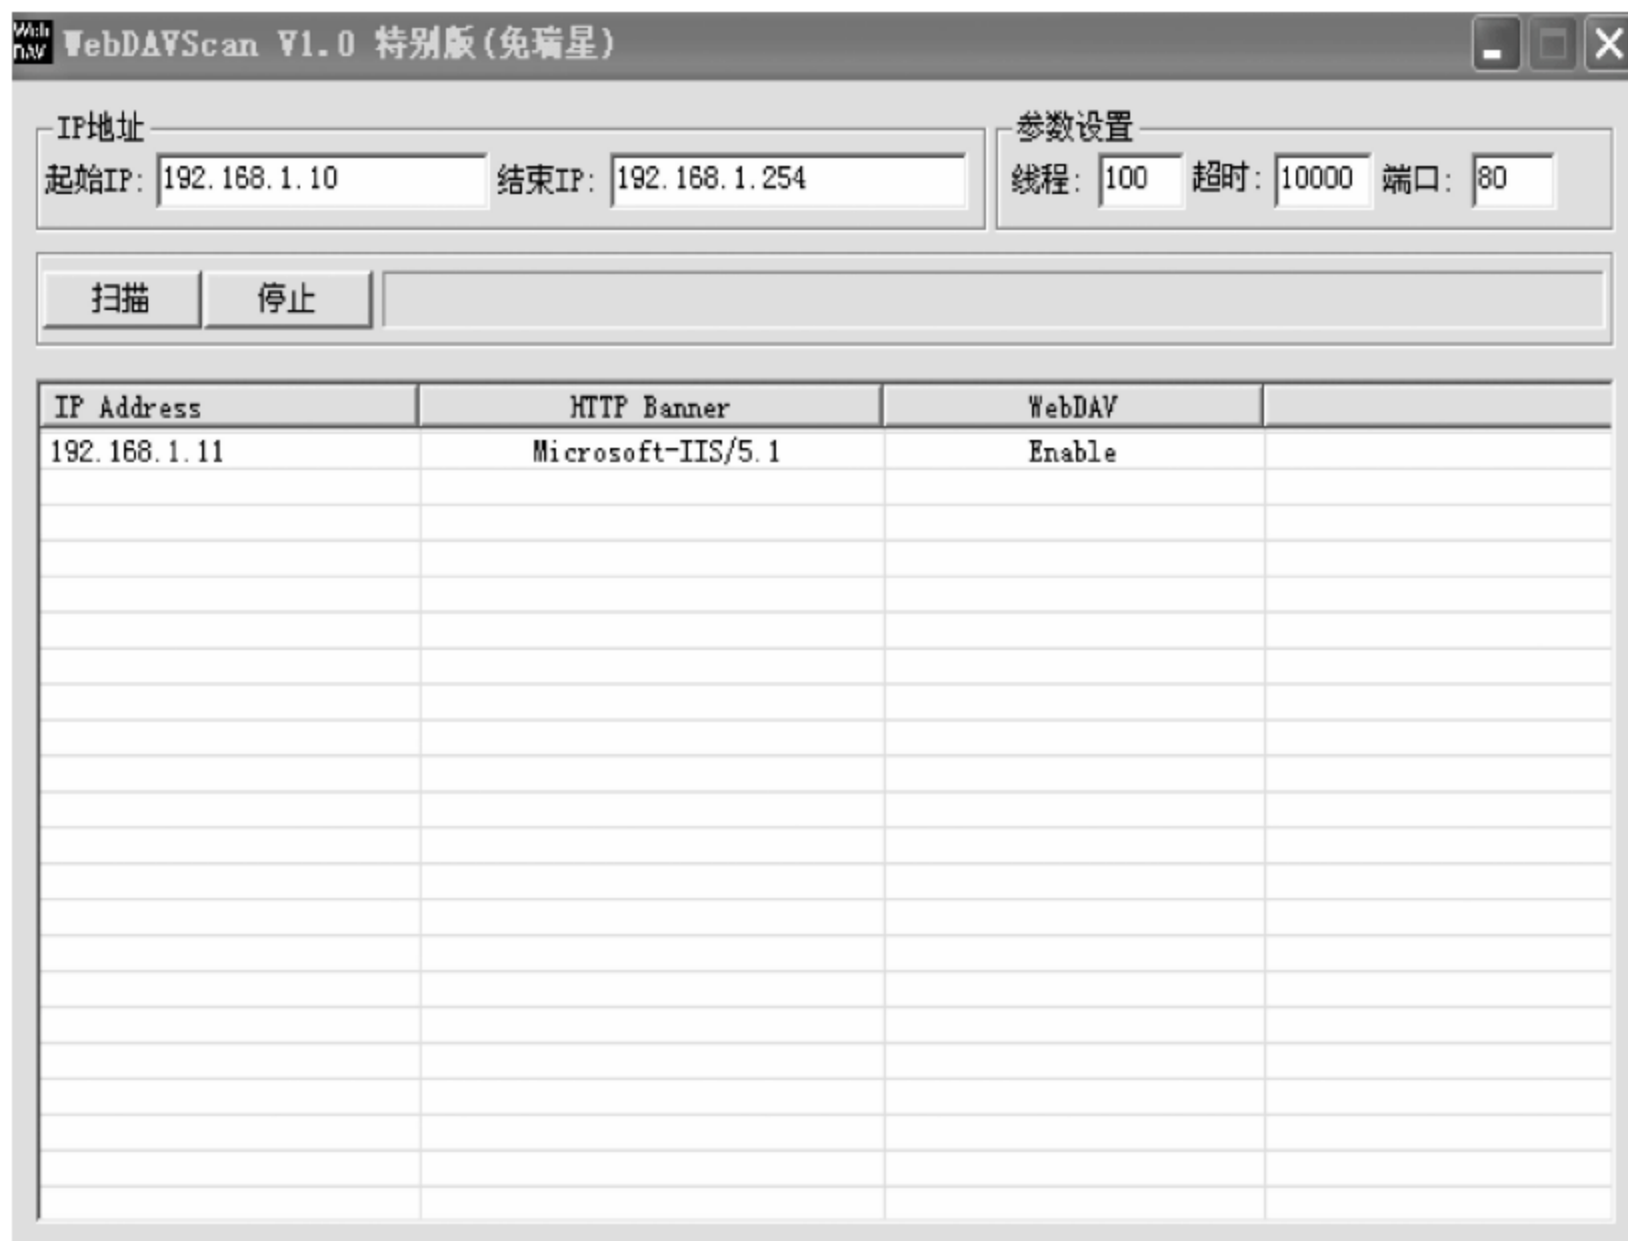 Web
DAV
WebDAVScan V1.0 特别版(免瑞星)
IP地址
参数设置
起始IP: 192.168.1.10 结束IP: 192.168.1.254 线程: 100 超时: 10000 端口: 80
扫描 停止
IP Address HTTP Banner WebDAV
192.168.1.11 Microsoft-IIS/5.1 Enable